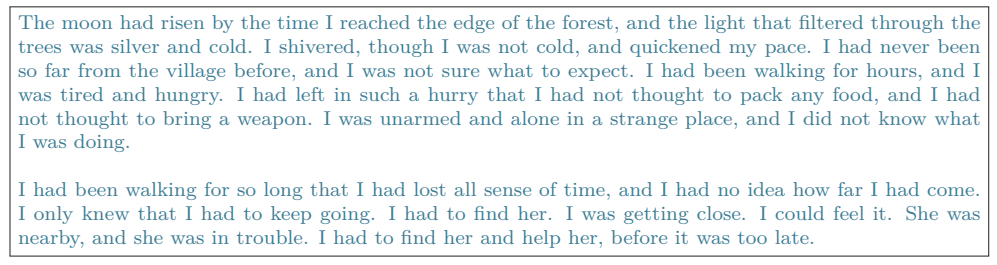 The moon had risen by the time I reached the edge of the forest, and the light that filtered through the
trees was silver and cold. I shivered, though I was not cold, and quickened my pace. I had never been
so far from the village before, and I was not sure what to expect. I had been walking for hours, and I
was tired and hungry. I had left in such a hurry that I had not thought to pack any food, and I had
not thought to bring a weapon. I was unarmed and alone in a strange place, and I did not know what
I was doing.
I had been walking for so long that I had lost all sense of time, and I had no idea how far I had come.
I only knew that I had to keep going. I had to find her. I was getting close. I could feel it. She was
nearby, and she was in trouble. I had to find her and help her, before it was too late.